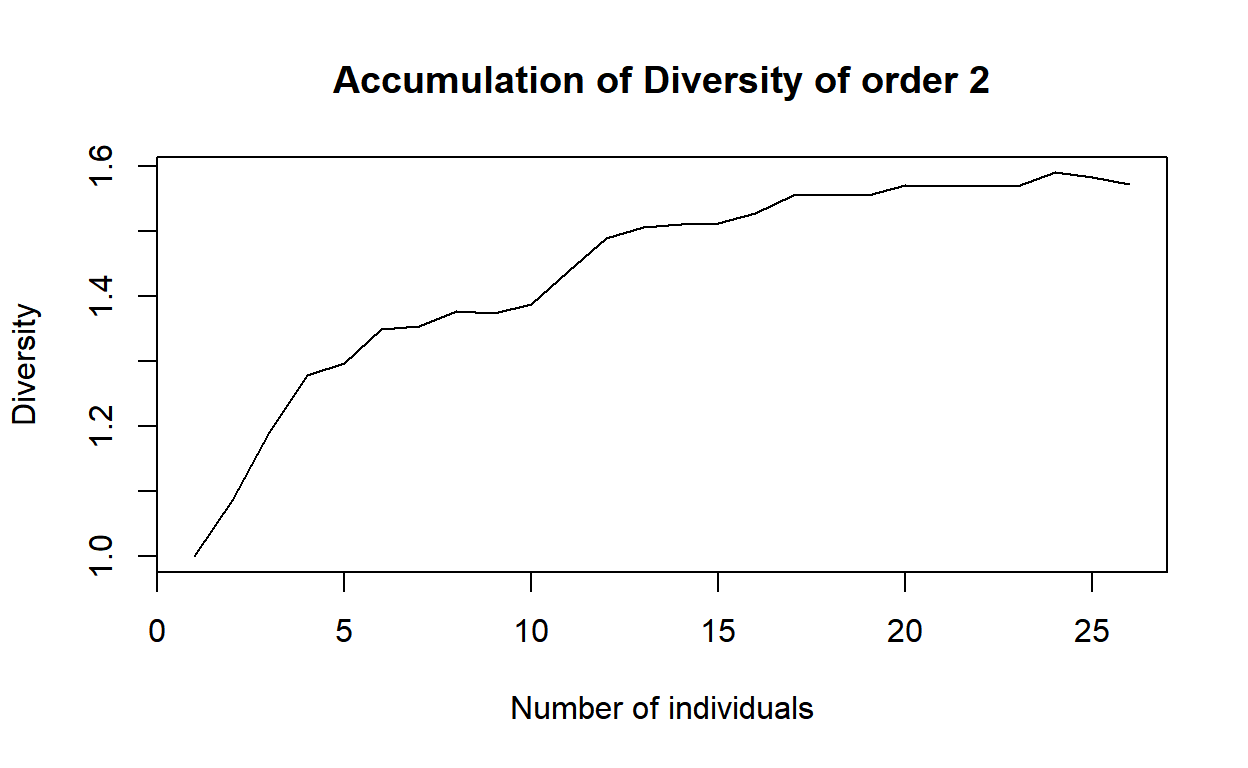 Accumulation of Diversity of order 2
Diversity
1.6
1.4
1.2
1.0
0 5 10 15 20 25
Number of individuals